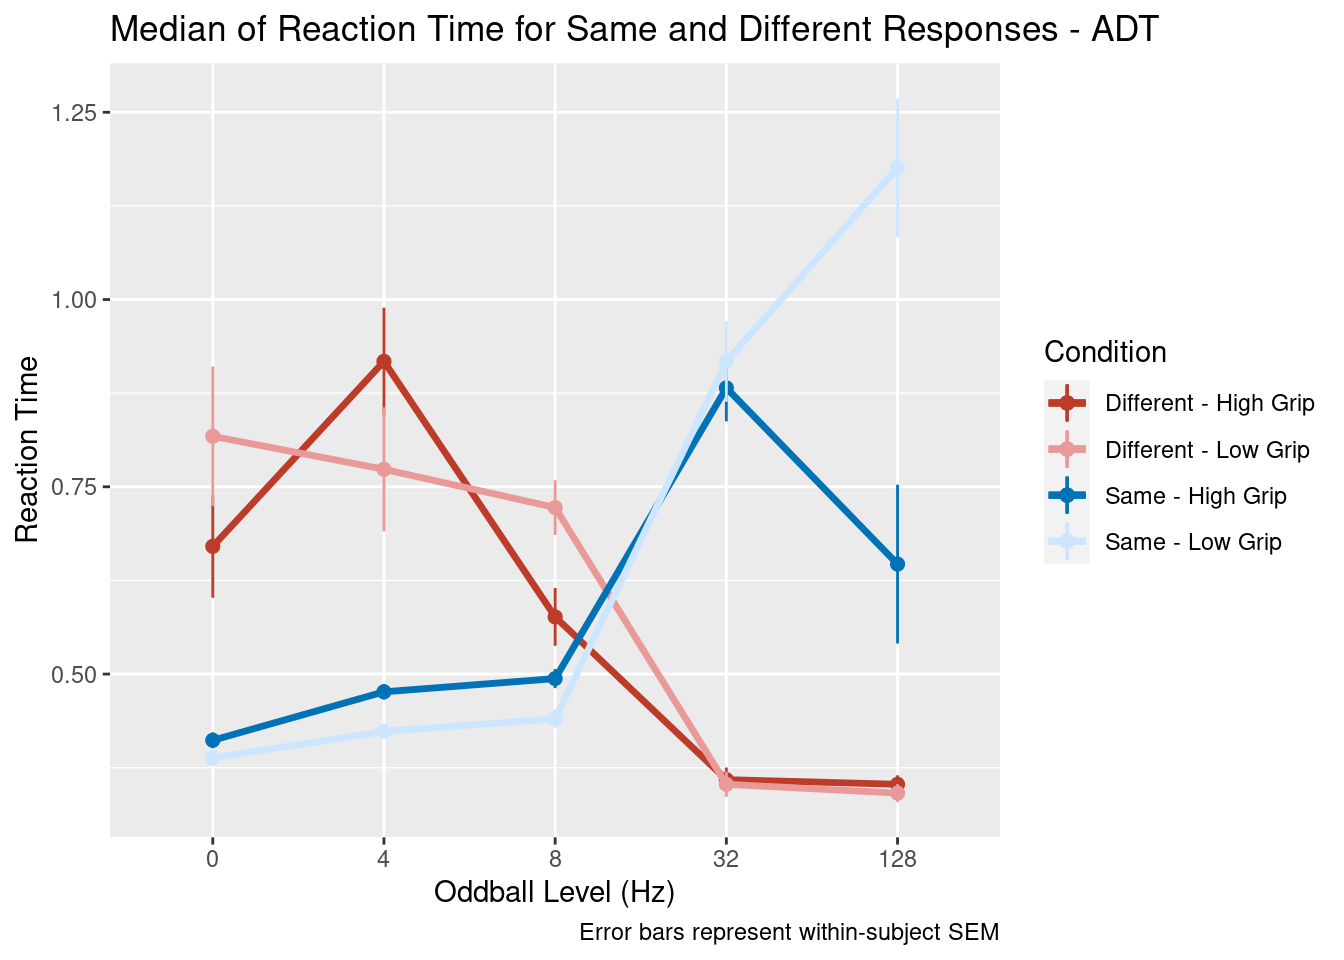 Median of Reaction Time for Same and Different Responses - ADT
Reaction Time
1.25
1.00
0.75
0.50
0
4
8
32
128
Oddball Level (Hz)
Error bars represent within-subject SEM
Condition
Different - High Grip
Different - Low Grip
Same - High Grip
Same - Low Grip